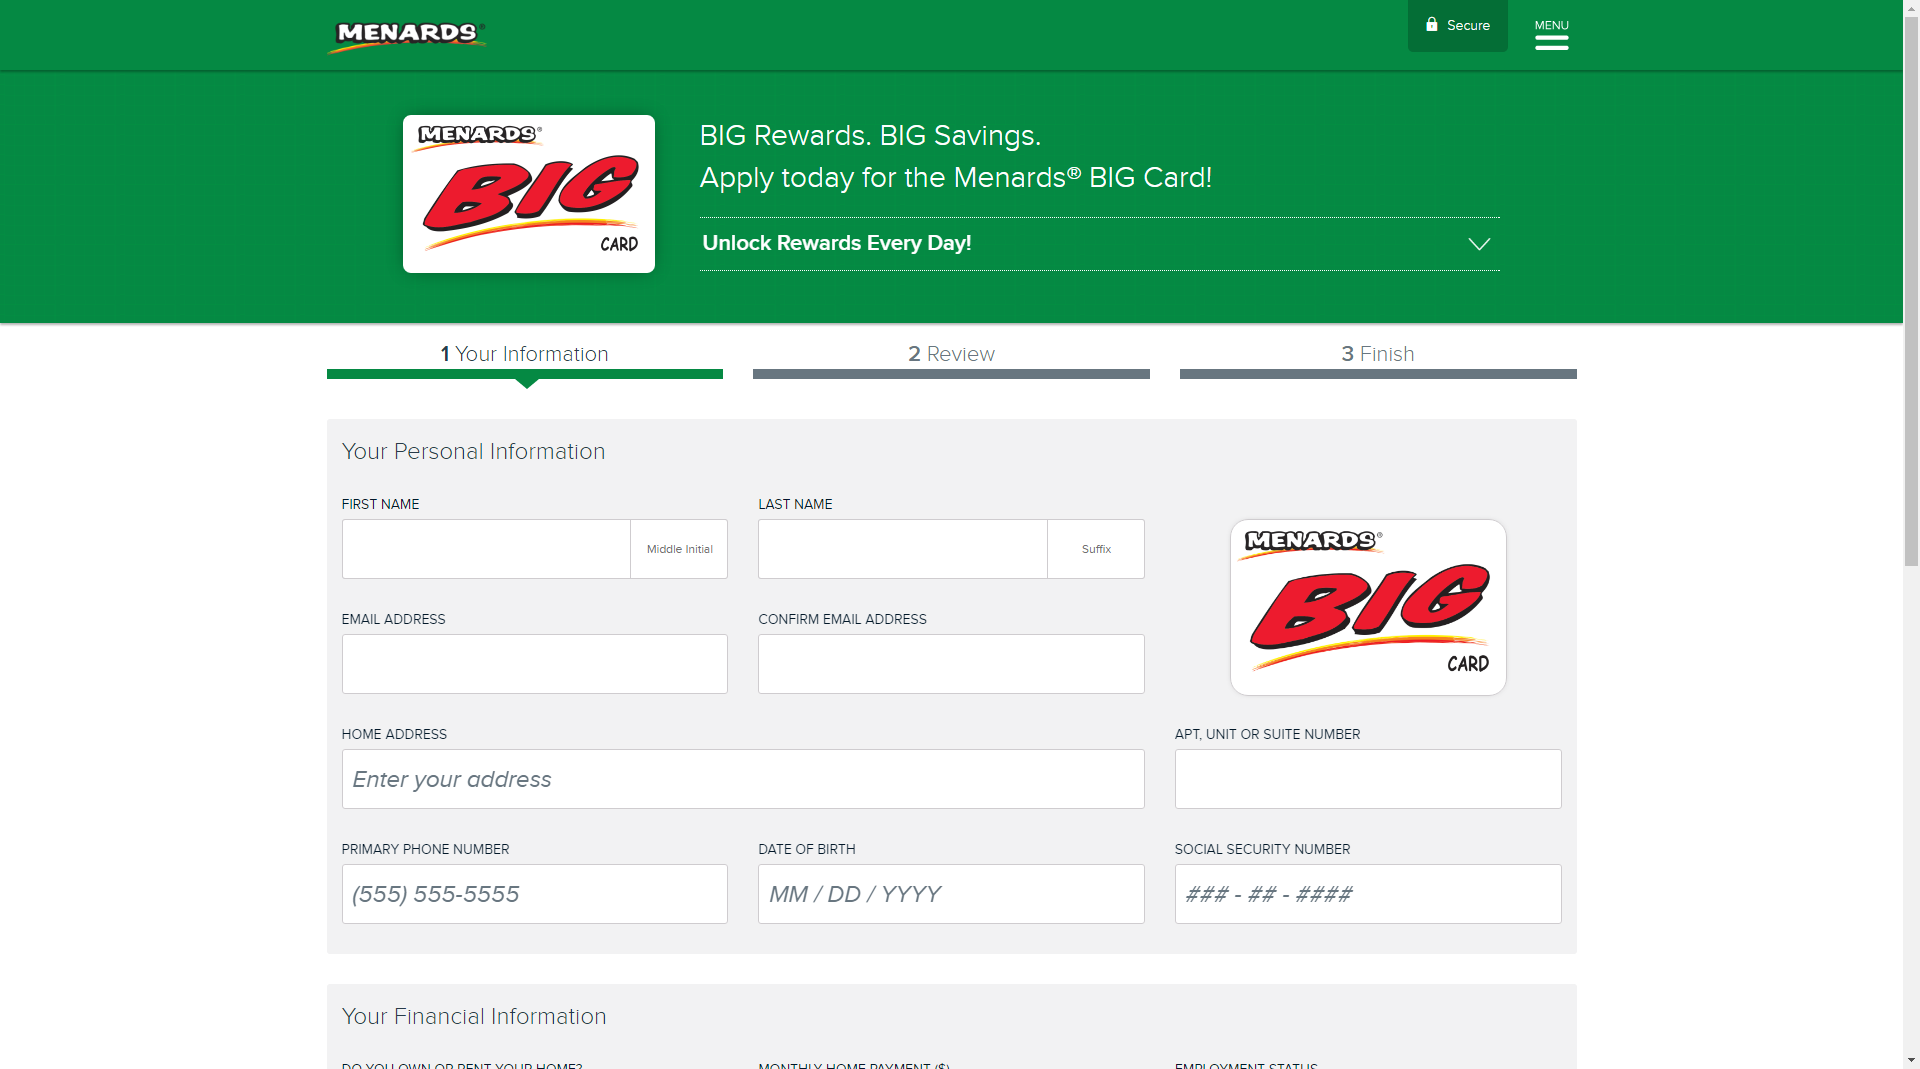 MENARDS®
Secure
MENU
MENARDS®
BIG
CARD
BIG Rewards. BIG Savings.
Apply today for the Menards® BIG Card!
Unlock Rewards Every Day!
1 Your Information
2 Review
3 Finish
Your Personal Information
FIRST NAME
LAST NAME
Middle Initial
Suffix
MENARDS®
BIG
CARD
EMAIL ADDRESS
CONFIRM EMAIL ADDRESS
HOME ADDRESS
APT, UNIT OR SUITE NUMBER
Enter your address
PRIMARY PHONE NUMBER
DATE OF BIRTH
SOCIAL SECURITY NUMBER
(555) 555-5555
MM / DD / YYYY
### - ## - ####
Your Financial Information
DO YOU OWN OR RENT YOUR HOME?
MONTHLY HOME PAYMENT ($)
EMPLOYMENT STATUS